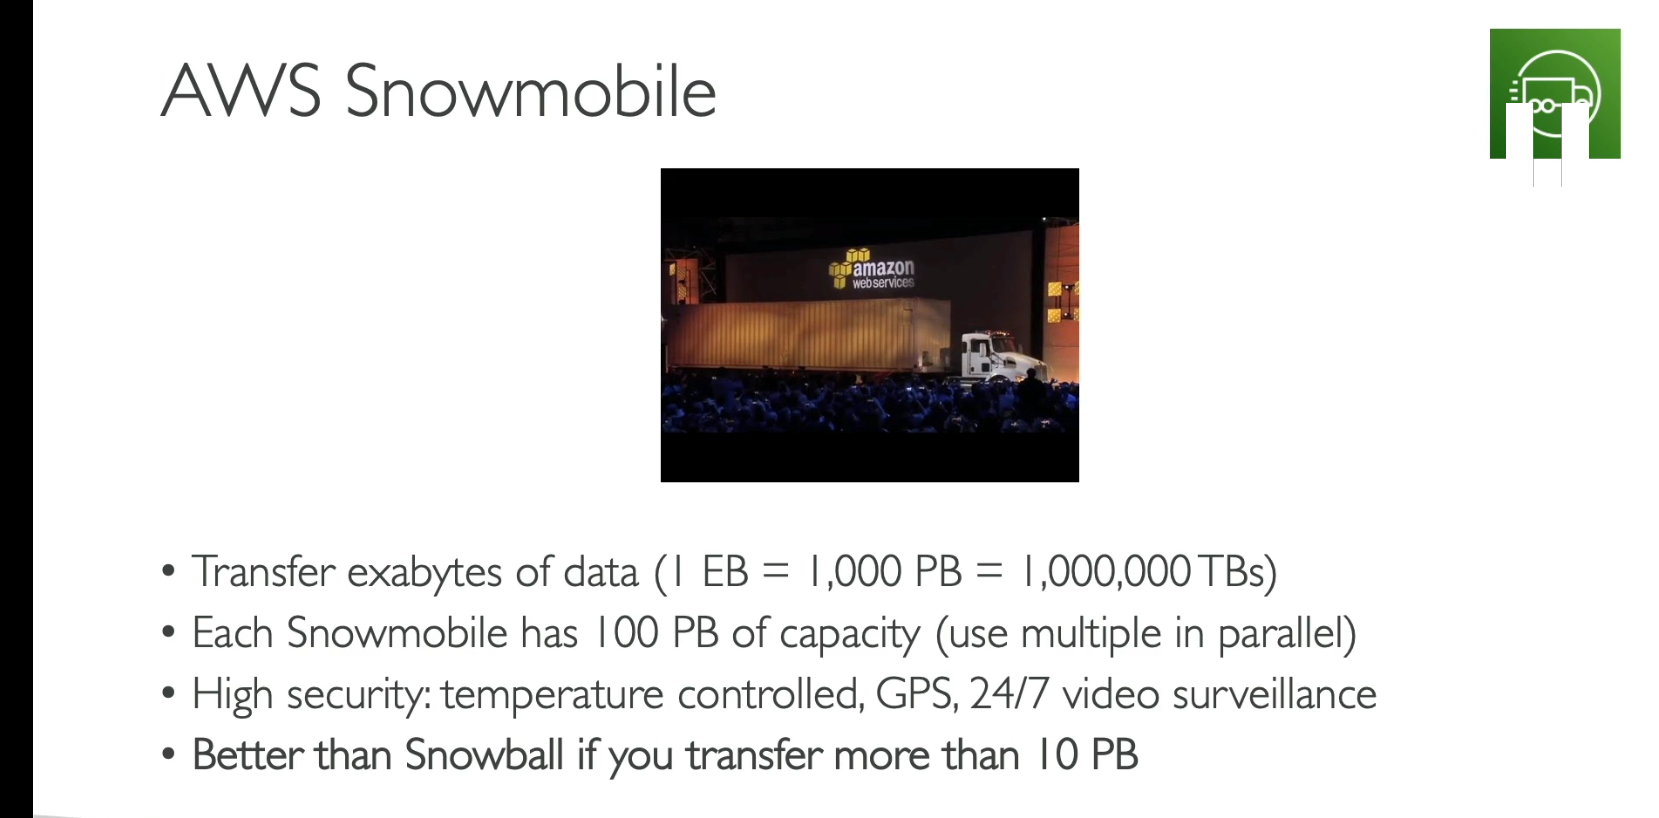 AWS Snowmobile
amazon
webservices
• Transfer exabytes of data (1 EB = 1,000 PB = 1,000,000 TBs)
• Each Snowmobile has 100 PB of capacity (use multiple in parallel)
• High security: temperature controlled, GPS, 24/7 video surveillance
• Better than Snowball if you transfer more than 10 PB